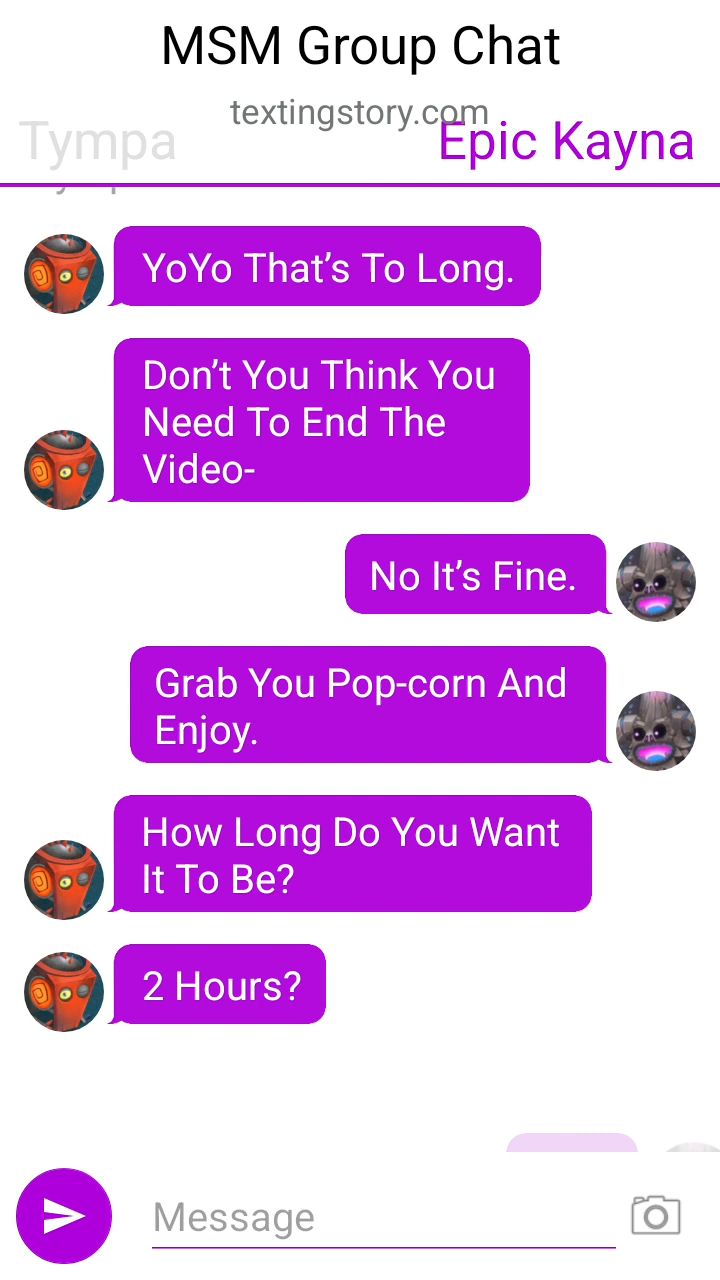 MSM Group Chat
textingstory.com
Tympa
Epic Kayna
YoYo That’s To Long.
Don’t You Think You
Need To End The
Video-
No It’s Fine.
Grab You Pop-corn And
Enjoy.
How Long Do You Want
It To Be?
2 Hours?
Message